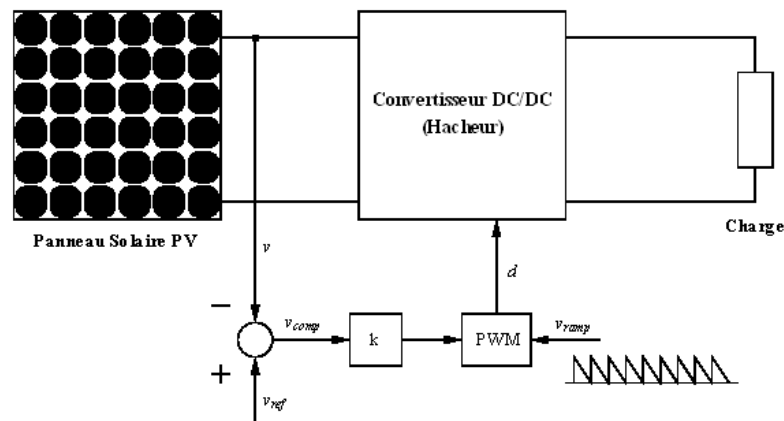 Convertisseur DC/DC
(Hacheur)
Panneau Solaire PV
Charge
v
d
−
v_comp
k
PWM
v_ramp
+
v_ref